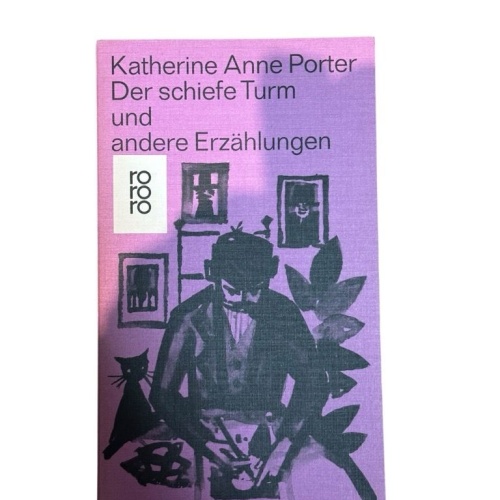 Katherine Anne Porter
Der schiefe Turm
und
andere Erzählungen
ro
ro
ro